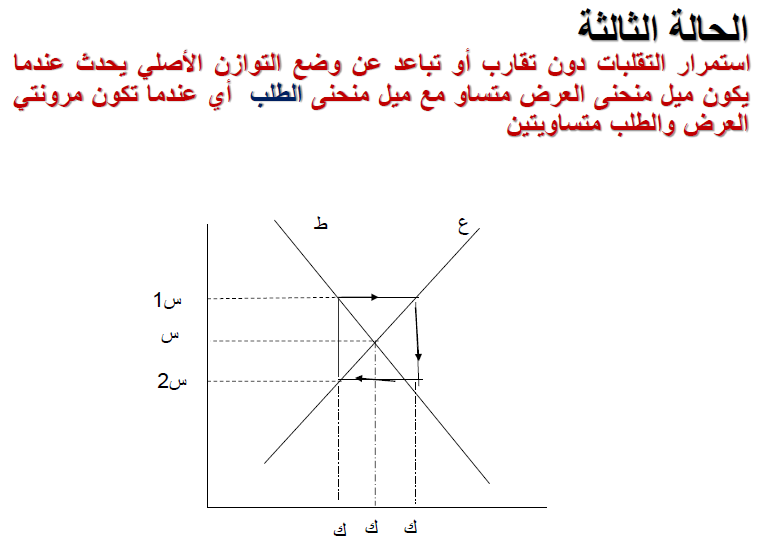 الحالة الثالثة
استمرار التقلبات دون تقارب أو تباعد عن وضع التوازن الأصلي يحدث عندما
يكون ميل منحنى العرض متساو مع ميل منحنى الطلب أي عندما تكون مرونتي
العرض والطلب متساويتين
ط
ع
س1
س
س2
ك
ك
ك